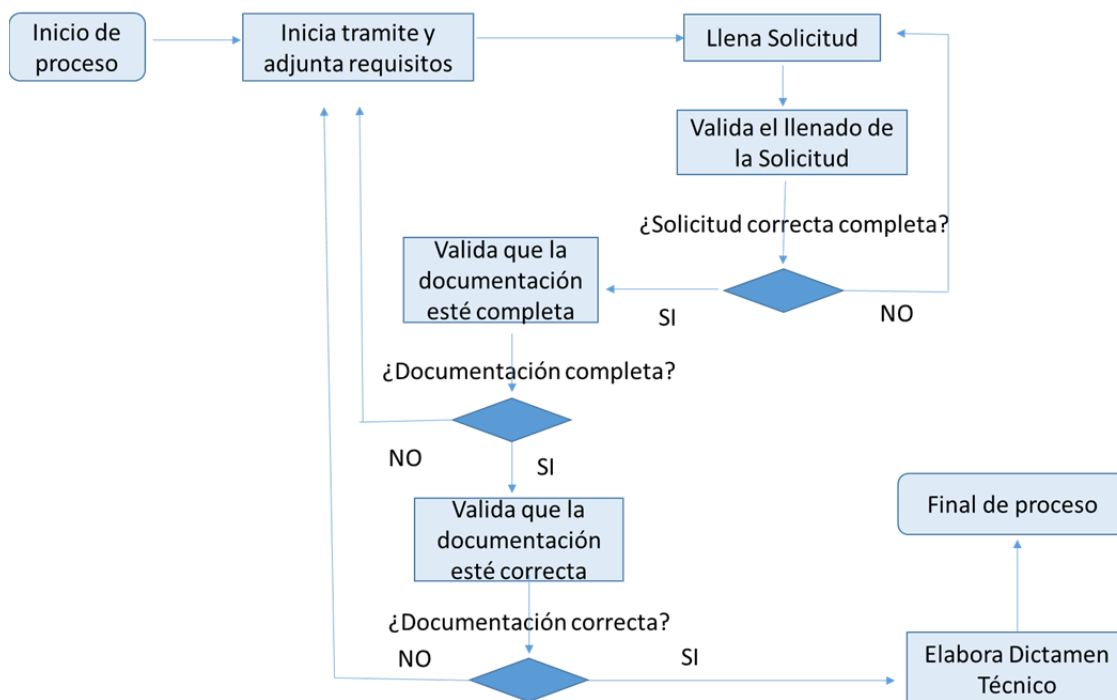 Inicio de
proceso
Inicia tramite y
adjunta requisitos
Llena Solicitud
Valida el llenado de
la Solicitud
¿Solicitud correcta completa?
SI
NO
Valida que la
documentación
esté completa
¿Documentación completa?
NO
SI
Valida que la
documentación
esté correcta
¿Documentación correcta?
NO
SI
Elabora Dictamen
Técnico
Final de proceso